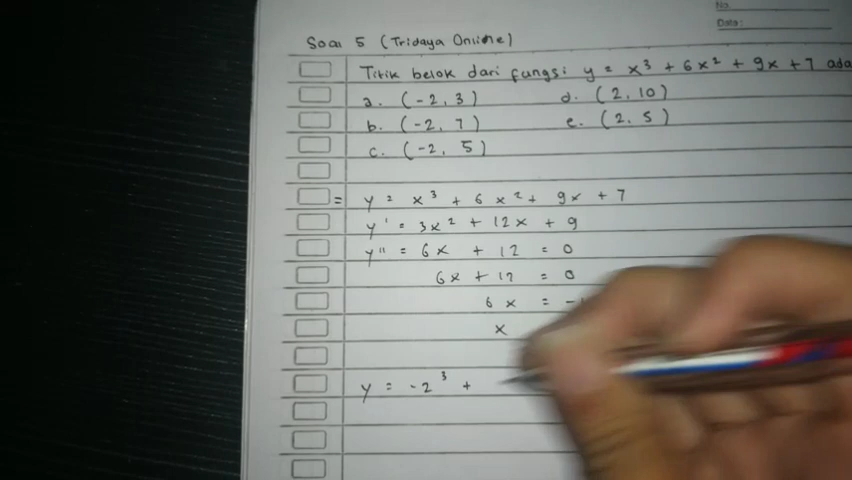 No.
Date:
Soal 5 (Tridaya Online)
Titik belok dari fungsi y = x³ + 6x² + 9x + 7 ada
a. (-2, 3) d. (2, 10)
b. (-2, 7) e. (2, 5)
c. (-2, 5)
= y = x³ + 6x² + 9x + 7
y' = 3x² + 12x + 9
y'' = 6x + 12 = 0
6x + 12 = 0
6x = -
x
y = -2³ +